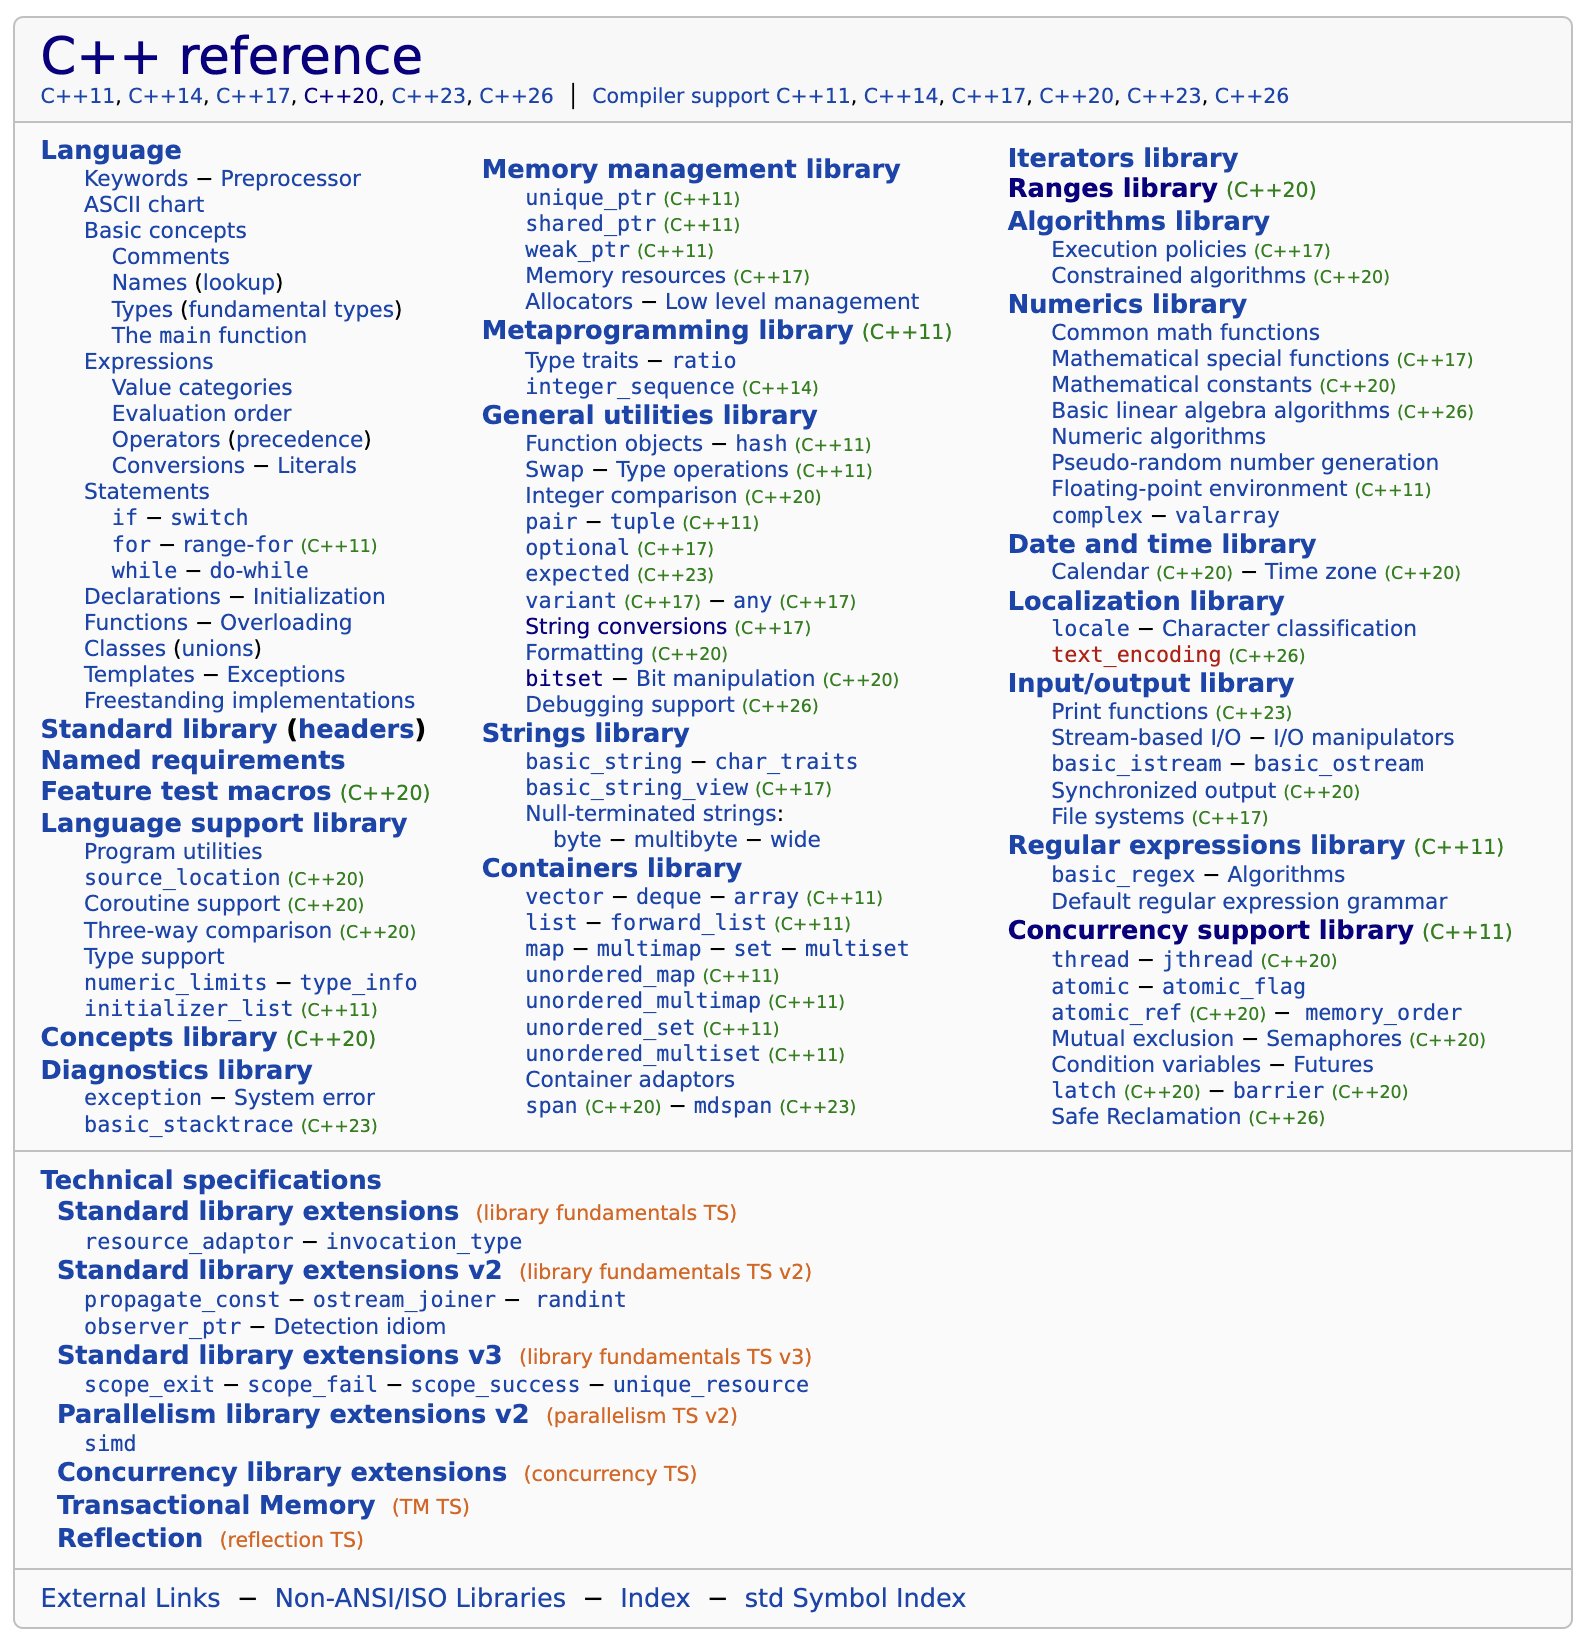 C++ reference
C++11, C++14, C++17, C++20, C++23, C++26 │ Compiler support C++11, C++14, C++17, C++20, C++23, C++26
Language
Keywords − Preprocessor
ASCII chart
Basic concepts
Comments
Names (lookup)
Types (fundamental types)
The main function
Expressions
Value categories
Evaluation order
Operators (precedence)
Conversions − Literals
Statements
if − switch
for − range-for (C++11)
while − do-while
Declarations − Initialization
Functions − Overloading
Classes (unions)
Templates − Exceptions
Freestanding implementations
Standard library (headers)
Named requirements
Feature test macros (C++20)
Language support library
Program utilities
source_location (C++20)
Coroutine support (C++20)
Three-way comparison (C++20)
Type support
numeric_limits − type_info
initializer_list (C++11)
Concepts library (C++20)
Diagnostics library
exception − System error
basic_stacktrace (C++23)
Memory management library
unique_ptr (C++11)
shared_ptr (C++11)
weak_ptr (C++11)
Memory resources (C++17)
Allocators − Low level management
Metaprogramming library (C++11)
Type traits − ratio
integer_sequence (C++14)
General utilities library
Function objects − hash (C++11)
Swap − Type operations (C++11)
Integer comparison (C++20)
pair − tuple (C++11)
optional (C++17)
expected (C++23)
variant (C++17) − any (C++17)
String conversions (C++17)
Formatting (C++20)
bitset − Bit manipulation (C++20)
Debugging support (C++26)
Strings library
basic_string − char_traits
basic_string_view (C++17)
Null-terminated strings:
byte − multibyte − wide
Containers library
vector − deque − array (C++11)
list − forward_list (C++11)
map − multimap − set − multiset
unordered_map (C++11)
unordered_multimap (C++11)
unordered_set (C++11)
unordered_multiset (C++11)
Container adaptors
span (C++20) − mdspan (C++23)
Iterators library
Ranges library (C++20)
Algorithms library
Execution policies (C++17)
Constrained algorithms (C++20)
Numerics library
Common math functions
Mathematical special functions (C++17)
Mathematical constants (C++20)
Basic linear algebra algorithms (C++26)
Numeric algorithms
Pseudo-random number generation
Floating-point environment (C++11)
complex − valarray
Date and time library
Calendar (C++20) − Time zone (C++20)
Localization library
locale − Character classification
text_encoding (C++26)
Input/output library
Print functions (C++23)
Stream-based I/O − I/O manipulators
basic_istream − basic_ostream
Synchronized output (C++20)
File systems (C++17)
Regular expressions library (C++11)
basic_regex − Algorithms
Default regular expression grammar
Concurrency support library (C++11)
thread − jthread (C++20)
atomic − atomic_flag
atomic_ref (C++20) − memory_order
Mutual exclusion − Semaphores (C++20)
Condition variables − Futures
latch (C++20) − barrier (C++20)
Safe Reclamation (C++26)
Technical specifications
Standard library extensions (library fundamentals TS)
resource_adaptor − invocation_type
Standard library extensions v2 (library fundamentals TS v2)
propagate_const − ostream_joiner − randint
observer_ptr − Detection idiom
Standard library extensions v3 (library fundamentals TS v3)
scope_exit − scope_fail − scope_success − unique_resource
Parallelism library extensions v2 (parallelism TS v2)
simd
Concurrency library extensions (concurrency TS)
Transactional Memory (TM TS)
Reflection (reflection TS)
External Links − Non-ANSI/ISO Libraries − Index − std Symbol Index